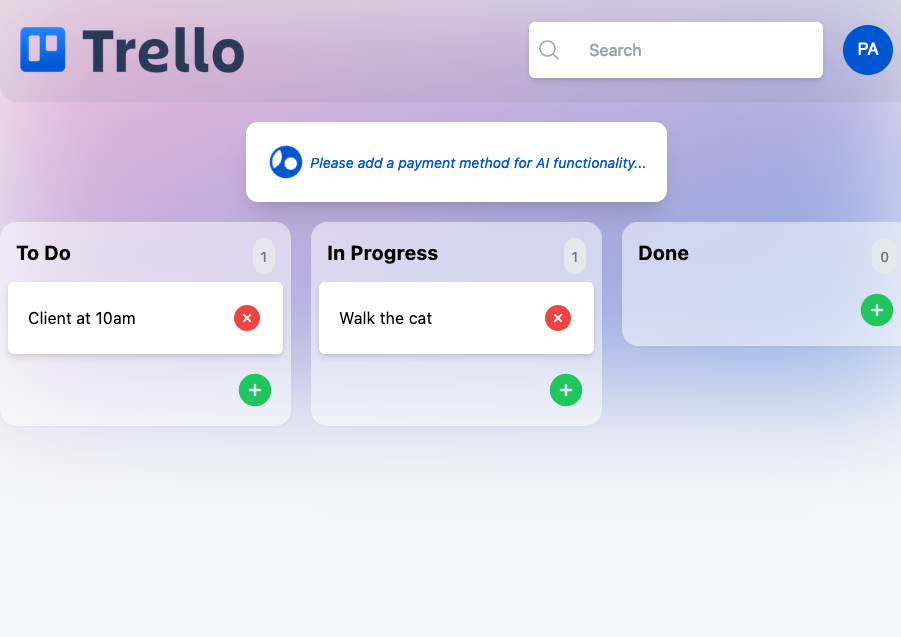 Trello
Search
PA
Please add a payment method for AI functionality...
To Do
1
In Progress
1
Done
0
Client at 10am
Walk the cat